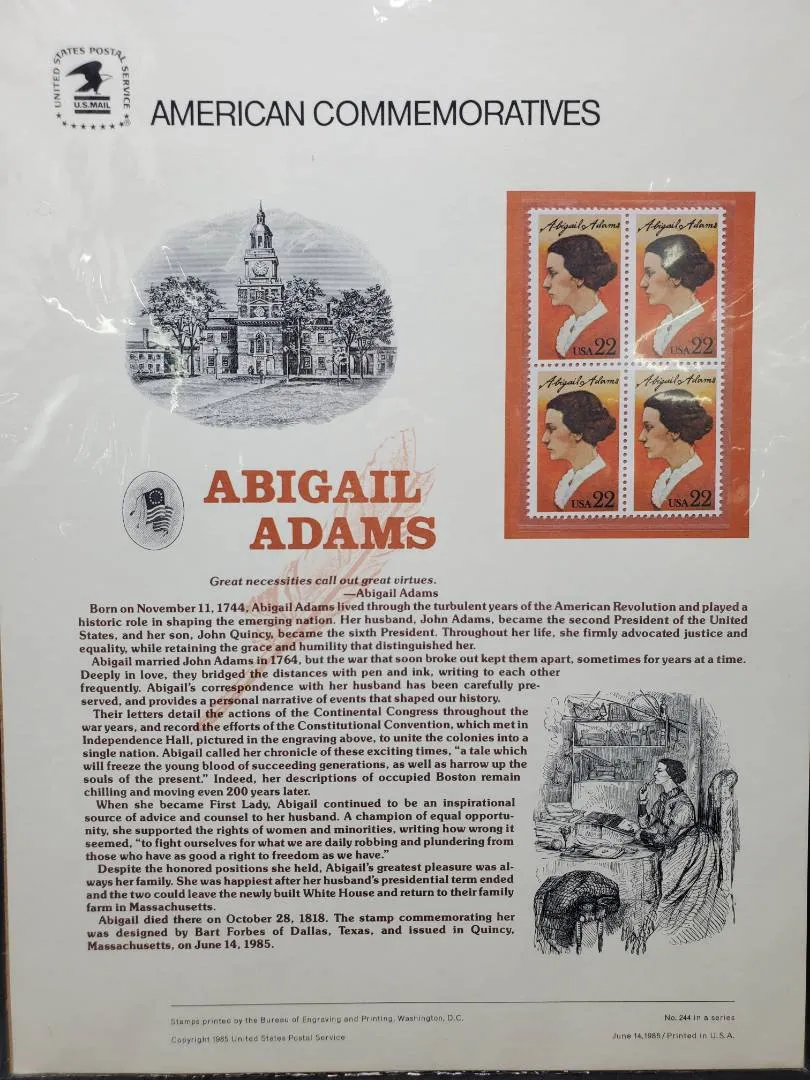 UNITED STATES POSTAL SERVICE
U.S. MAIL
AMERICAN COMMEMORATIVES
Abigail Adams
USA 22
Abigail Adams
USA 22
Abigail Adams
USA 22
Abigail Adams
USA 22
ABIGAIL
ADAMS
Great necessities call out great virtues.
—Abigail Adams
Born on November 11, 1744, Abigail Adams lived through the turbulent years of the American Revolution and played a
historic role in shaping the emerging nation. Her husband, John Adams, became the second President of the United
States, and her son, John Quincy, became the sixth President. Throughout her life, she firmly advocated justice and
equality, while retaining the grace and humility that distinguished her.
Abigail married John Adams in 1764, but the war that soon broke out kept them apart, sometimes for years at a time.
Deeply in love, they bridged the distances with pen and ink, writing to each other
frequently. Abigail's correspondence with her husband has been carefully pre-
served, and provides a personal narrative of events that shaped our history.
Their letters detail the actions of the Continental Congress throughout the
war years, and record the efforts of the Constitutional Convention, which met in
Independence Hall, pictured in the engraving above, to unite the colonies into a
single nation. Abigail called her chronicle of these exciting times, "a tale which
will freeze the young blood of succeeding generations, as well as harrow up the
souls of the present." Indeed, her descriptions of occupied Boston remain
chilling and moving even 200 years later.
When she became First Lady, Abigail continued to be an inspirational
source of advice and counsel to her husband. A champion of equal opportu-
nity, she supported the rights of women and minorities, writing how wrong it
seemed, "to fight ourselves for what we are daily robbing and plundering from
those who have as good a right to freedom as we have."
Despite the honored positions she held, Abigail's greatest pleasure was al-
ways her family. She was happiest after her husband's presidential term ended
and the two could leave the newly built White House and return to their family
farm in Massachusetts.
Abigail died there on October 28, 1818. The stamp commemorating her
was designed by Bart Forbes of Dallas, Texas, and issued in Quincy,
Massachusetts, on June 14, 1985.
Stamps printed by the Bureau of Engraving and Printing, Washington, D.C.
No. 244 in a series
Copyright 1985 United States Postal Service
June 14, 1985/Printed in U.S.A.